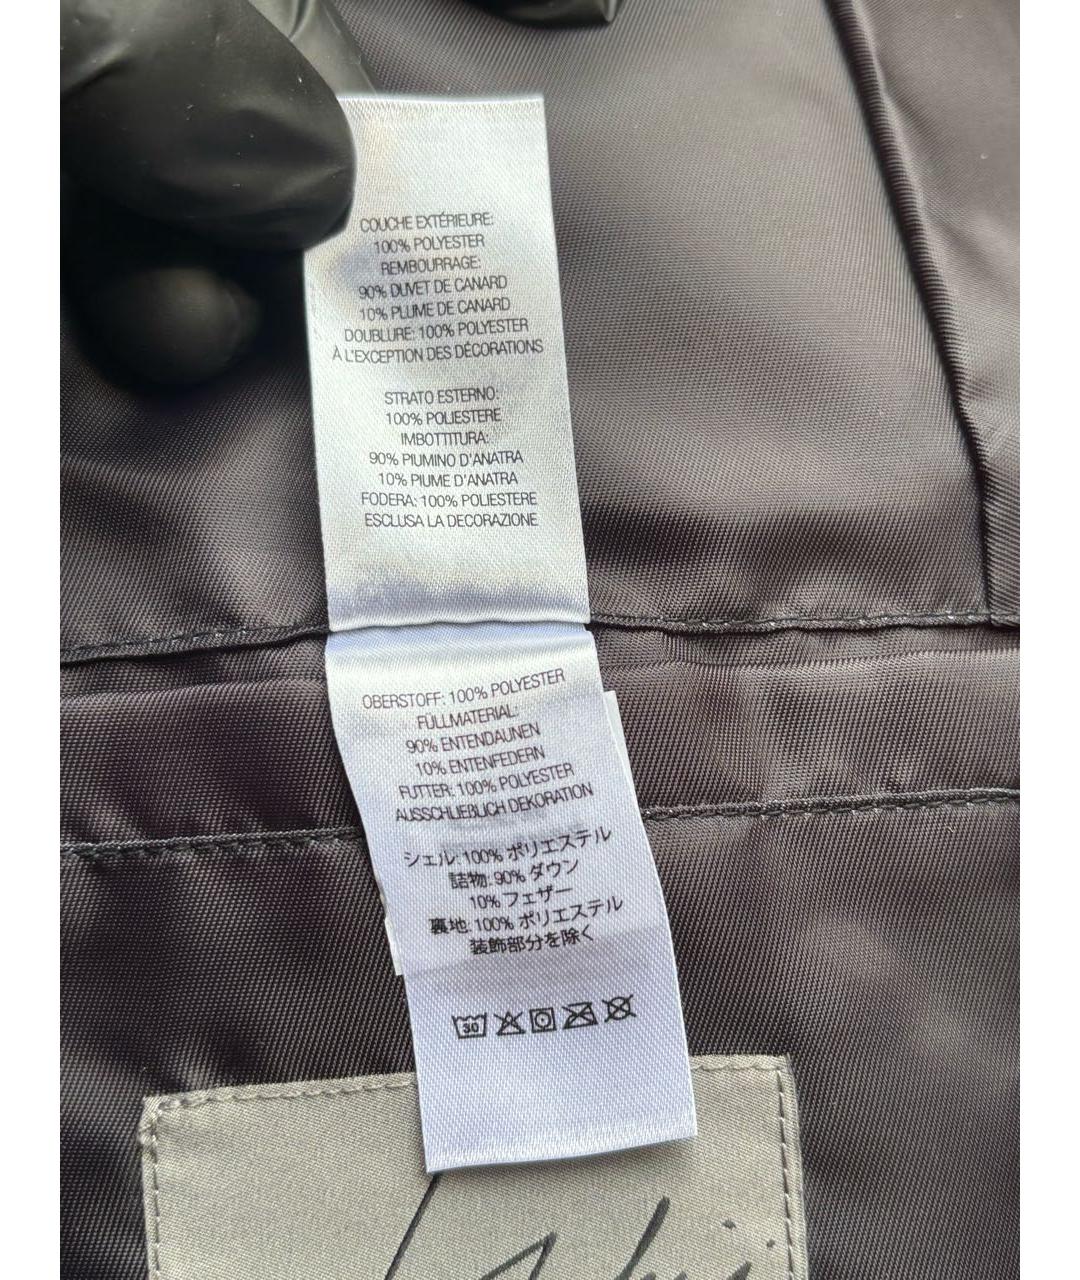 COUCHE EXTÉRIEURE:
100% POLYESTER
REMBOURRAGE:
90% DUVET DE CANARD
10% PLUME DE CANARD
DOUBLURE: 100% POLYESTER
À L'EXCEPTION DES DÉCORATIONS
STRATO ESTERNO:
100% POLIESTERE
IMBOTTITURA:
90% PIUMINO D'ANATRA
10% PIUME D'ANATRA
FODERA: 100% POLIESTERE
ESCLUSA LA DECORAZIONE
OBERSTOFF: 100% POLYESTER
FÜLLMATERIAL:
90% ENTENDAUNEN
10% ENTENFEDERN
FUTTER: 100% POLYESTER
AUSSCHLIEBLICH DEKORATION
シェル: 100% ポリエステル
詰物: 90% ダウン
10% フェザー
裏地: 100% ポリエステル
装飾部分を除く
30